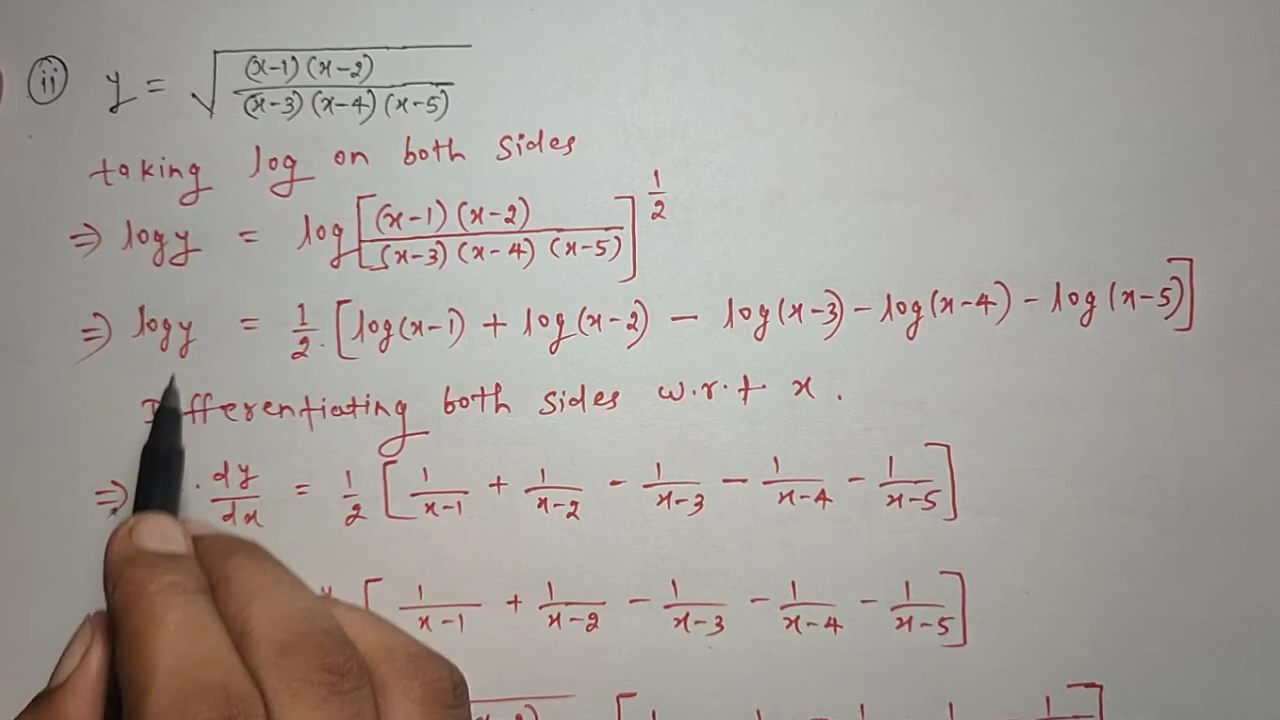 ii y = √((x-1)(x-2) / (x-3)(x-4)(x-5))
taking log on both sides
⇒ logy = log[(x-1)(x-2) / (x-3)(x-4)(x-5)]^1/2
⇒ logy = 1/2 · [log(x-1) + log(x-2) - log(x-3) - log(x-4) - log(x-5)]
Differentiating both sides w.r.t x.
⇒ · dy/dx = 1/2 [1/x-1 + 1/x-2 - 1/x-3 - 1/x-4 - 1/x-5]
[1/x-1 + 1/x-2 - 1/x-3 - 1/x-4 - 1/x-5]